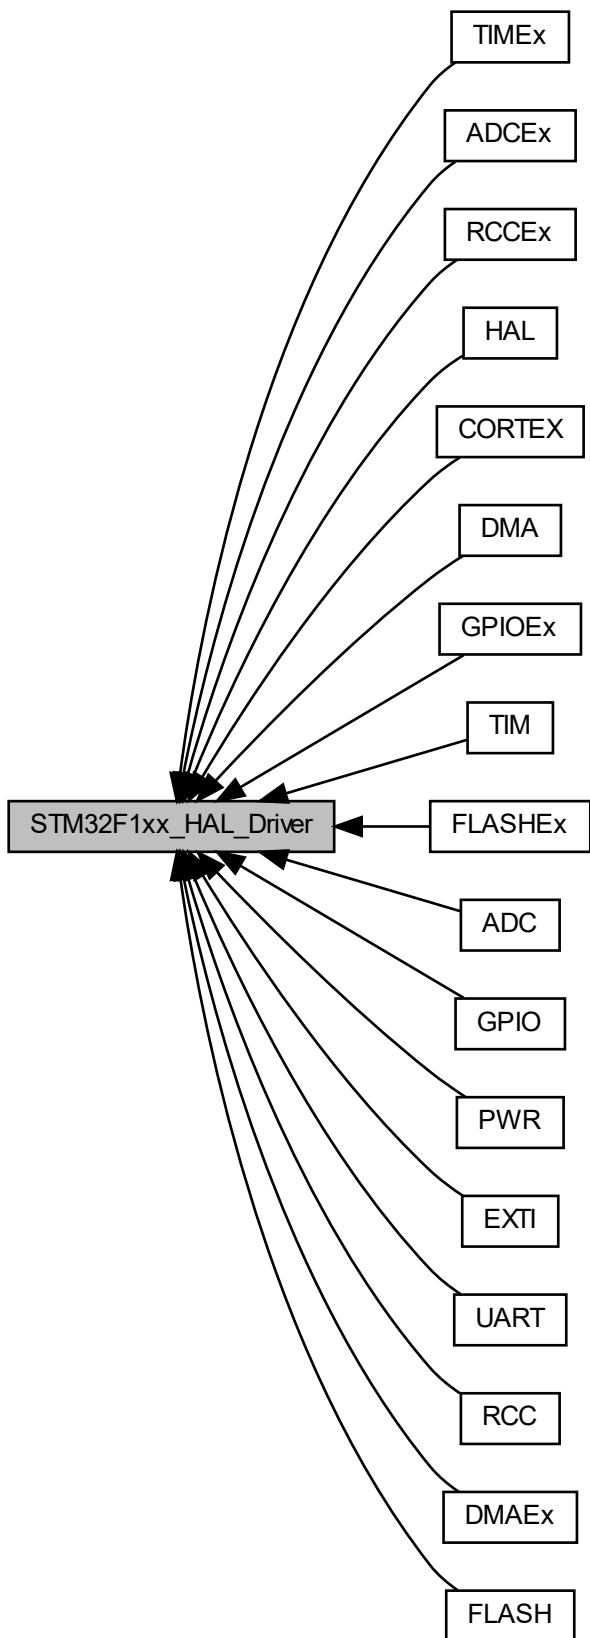 TIMEx
ADCEx
RCCEx
HAL
CORTEX
DMA
GPIOEx
TIM
STM32F1xx_HAL_Driver
FLASHEx
ADC
GPIO
PWR
EXTI
UART
RCC
DMAEx
FLASH